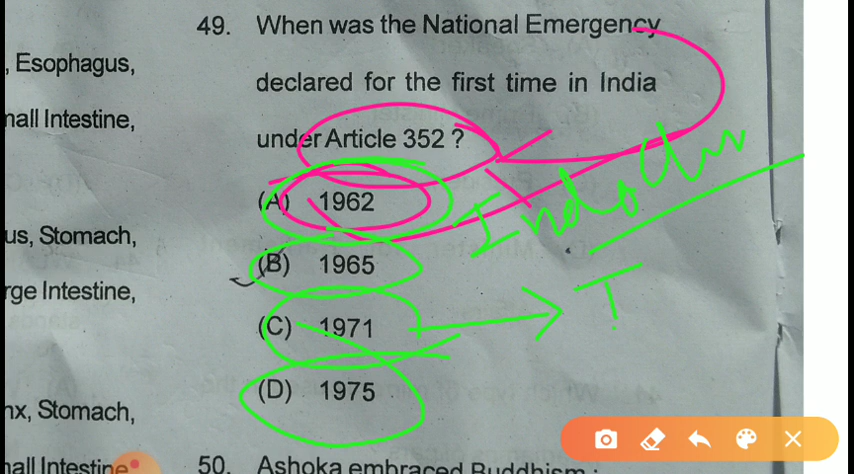 49. When was the National Emergency
declared for the first time in India
under Article 352 ?
(A) 1962
(B) 1965
(C) 1971
(D) 1975
50. Ashoka embraced Buddhism :
, Esophagus,
nall Intestine,
us, Stomach,
rge Intestine,
nx, Stomach,
nall Intestine
Indo
T